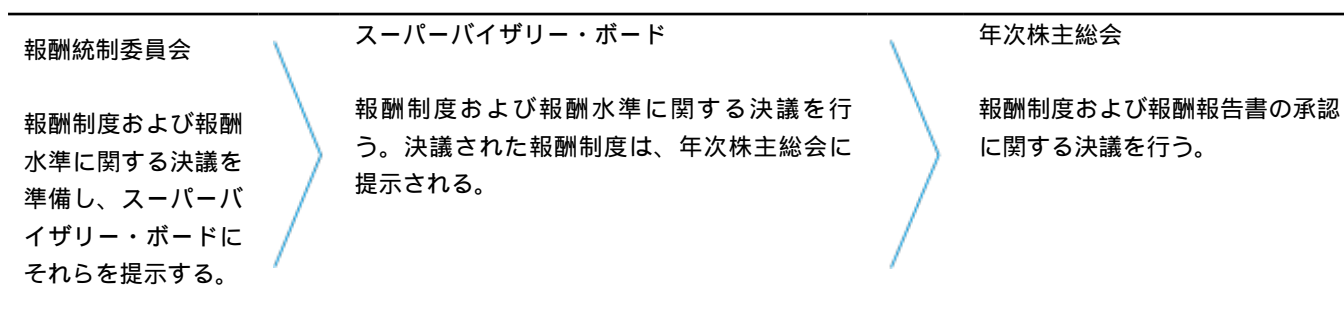 報酬統制委員会
報酬制度および報酬
水準に関する決議を
準備し、スーパーバ
イザリー・ボードに
それらを提示する。
スーパーバイザリー・ボード
報酬制度および報酬水準に関する決議を行
う。決議された報酬制度は、年次株主総会に
提示される。
年次株主総会
報酬制度および報酬報告書の承認
に関する決議を行う。